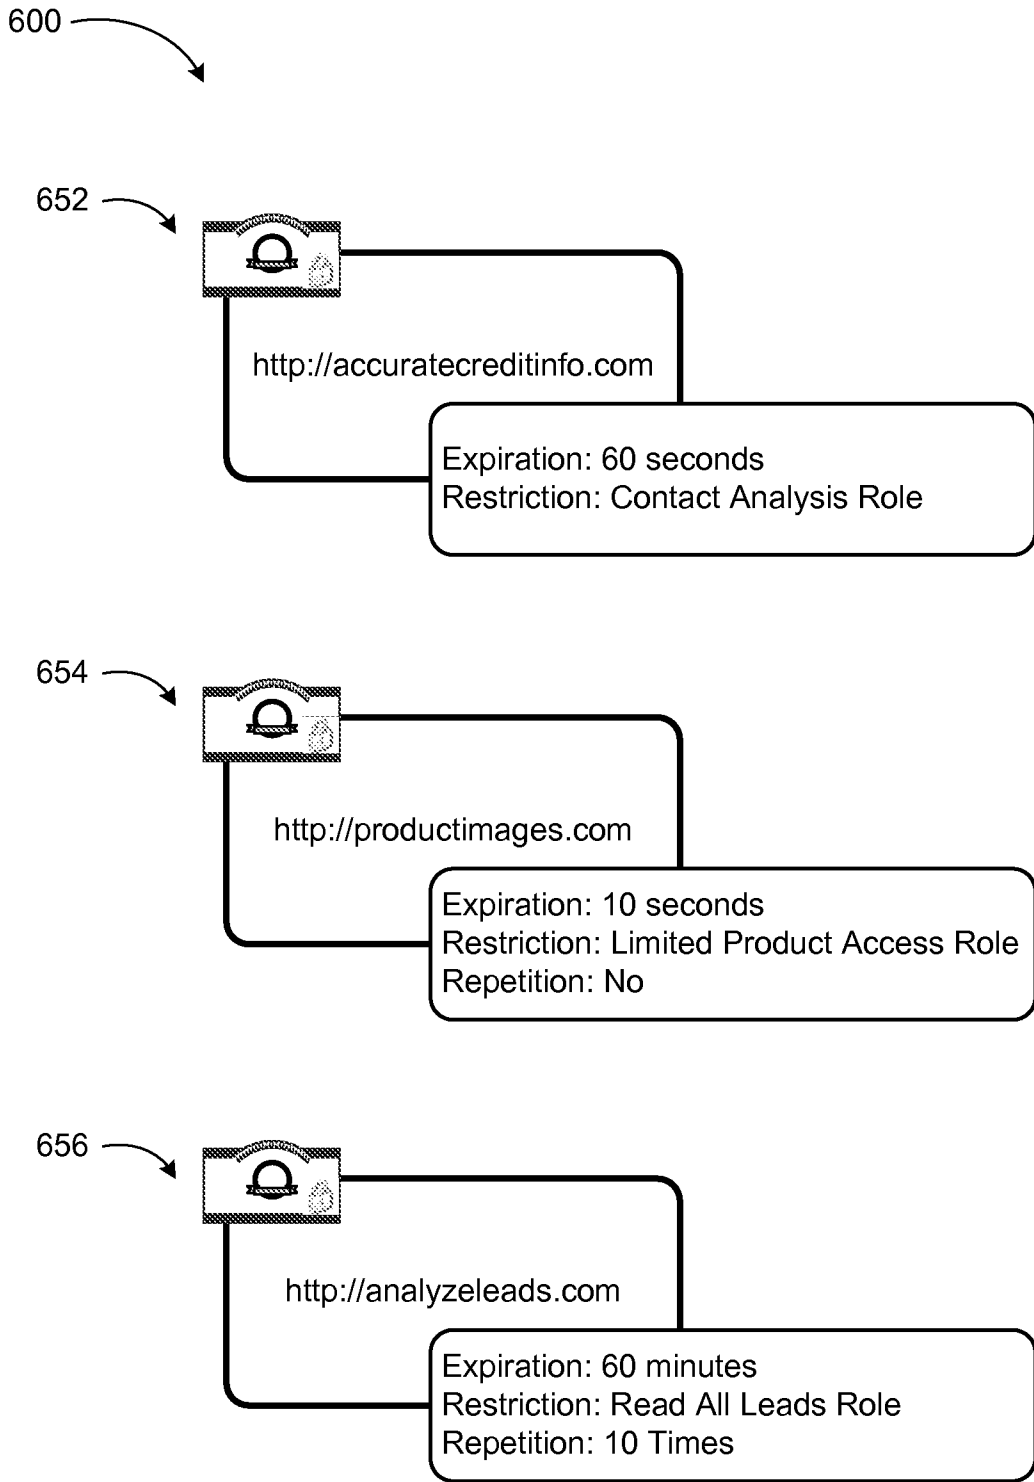 600
652
http://accuratecreditinfo.com
Expiration: 60 seconds
Restriction: Contact Analysis Role
654
http://productimages.com
Expiration: 10 seconds
Restriction: Limited Product Access Role
Repetition: No
656
http://analyzeleads.com
Expiration: 60 minutes
Restriction: Read All Leads Role
Repetition: 10 Times